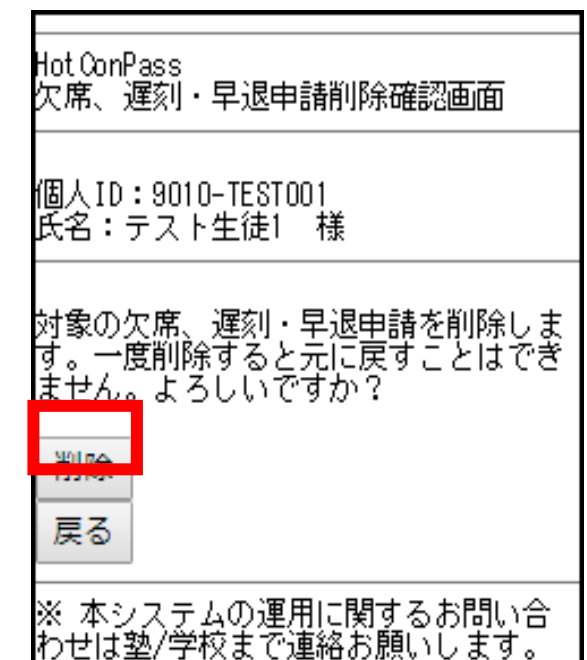 HotConPass
欠席、遅刻・早退申請削除確認画面
個人ID：9010-TEST001
氏名：テスト生徒1　様
対象の欠席、遅刻・早退申請を削除しま
す。一度削除すると元に戻すことはでき
ません。よろしいですか？
削除
戻る
※ 本システムの運用に関するお問い合
わせは塾/学校まで連絡お願いします。